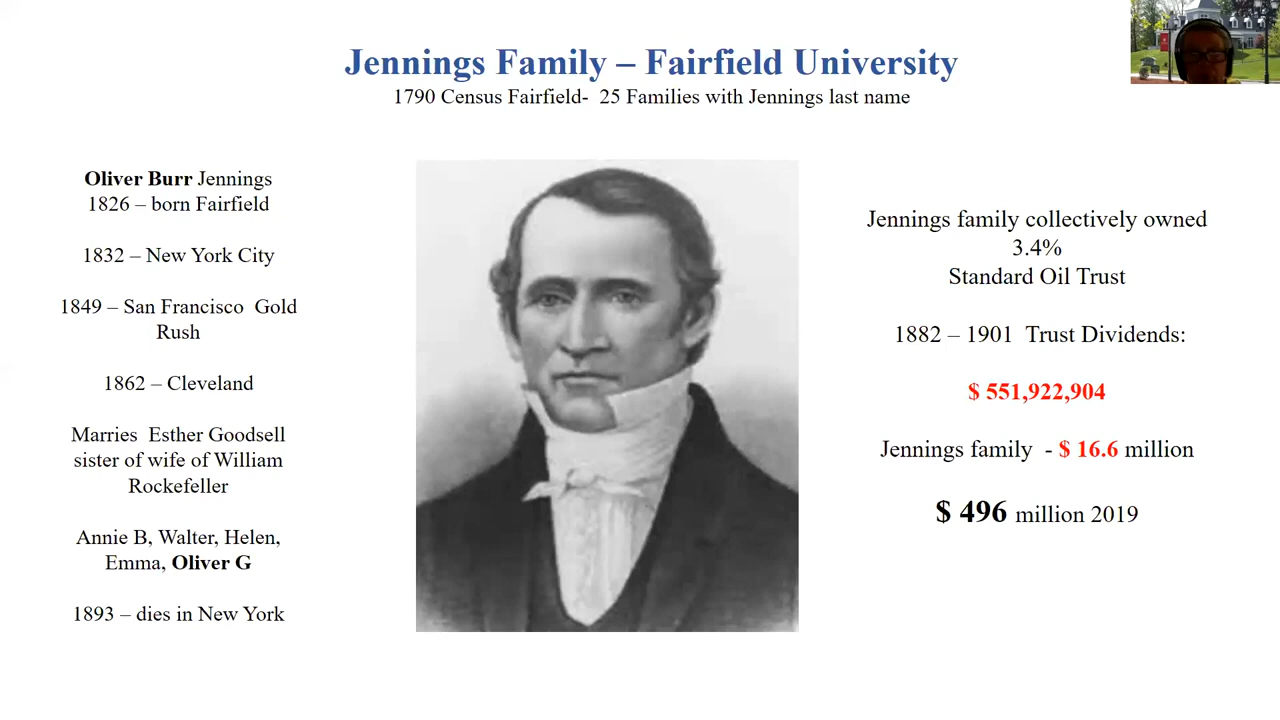 Jennings Family – Fairfield University
1790 Census Fairfield-  25 Families with Jennings last name
Oliver Burr Jennings
1826 – born Fairfield
1832 – New York City
1849 – San Francisco  Gold
Rush
1862 – Cleveland
Marries  Esther Goodsell
sister of wife of William
Rockefeller
Annie B, Walter, Helen,
Emma, Oliver G
1893 – dies in New York
Jennings family collectively owned
3.4%
Standard Oil Trust
1882 – 1901  Trust Dividends:
$ 551,922,904
Jennings family  - $ 16.6 million
$ 496 million 2019